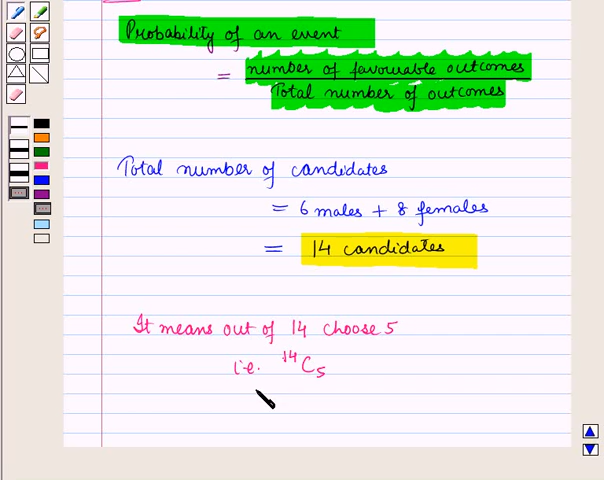 Probability of an event
= number of favourable outcomes
Total number of outcomes
Total number of candidates
= 6 males + 8 females
= 14 candidates
It means out of 14 choose 5
i.e. ¹⁴C₅